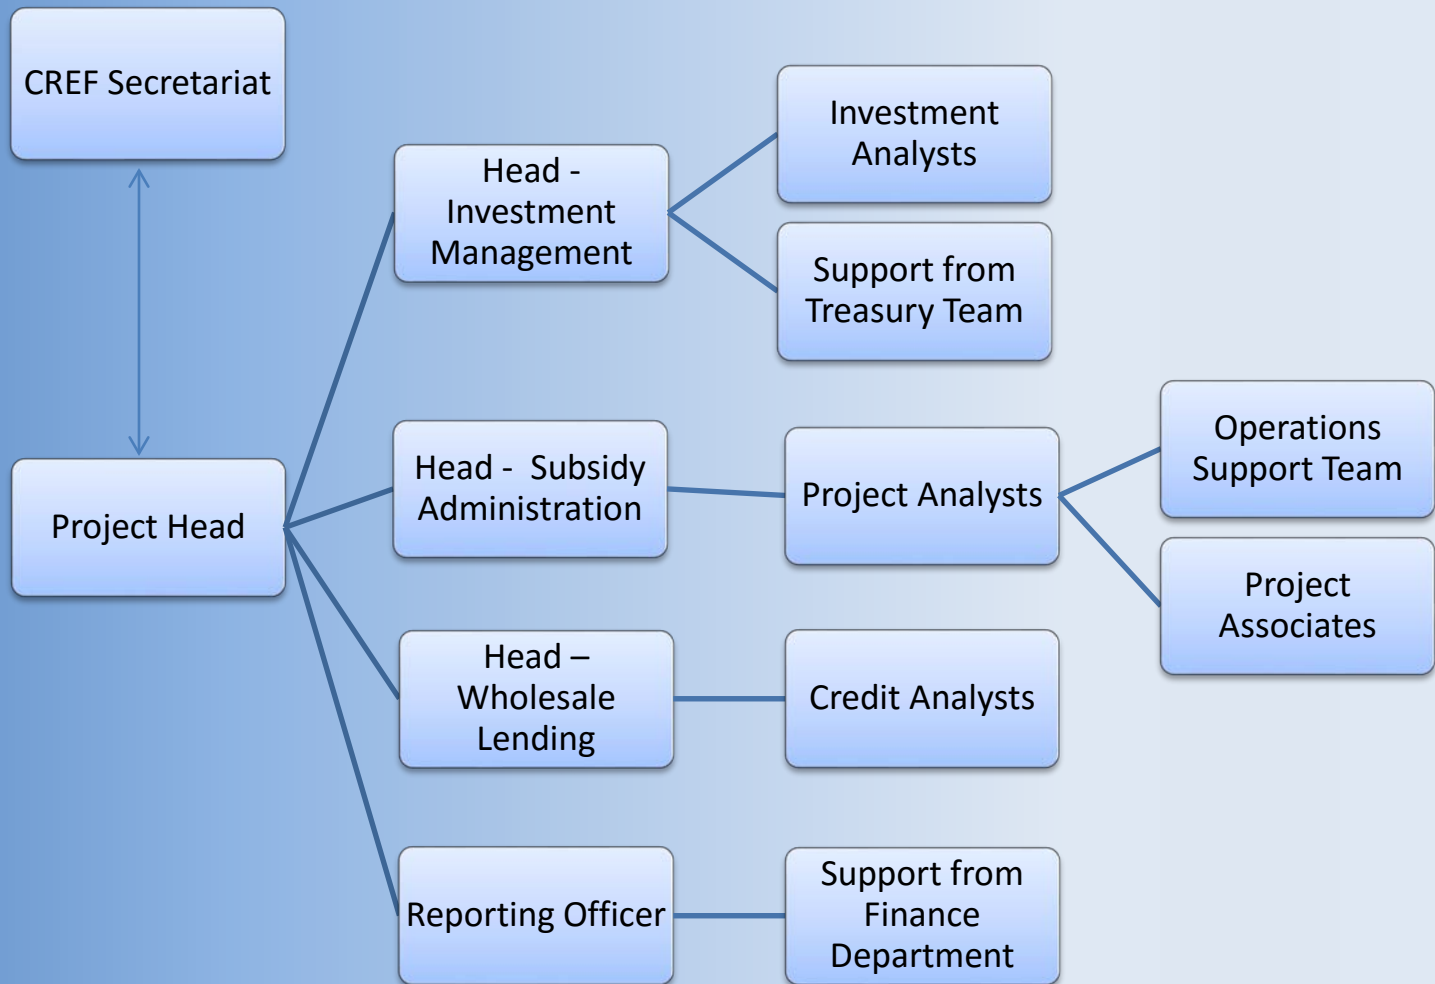 CREF Secretariat
Project Head
Head -
Investment
Management
Investment
Analysts
Support from
Treasury Team
Head -  Subsidy
Administration
Project Analysts
Operations
Support Team
Project
Associates
Head –
Wholesale
Lending
Credit Analysts
Reporting Officer
Support from
Finance
Department